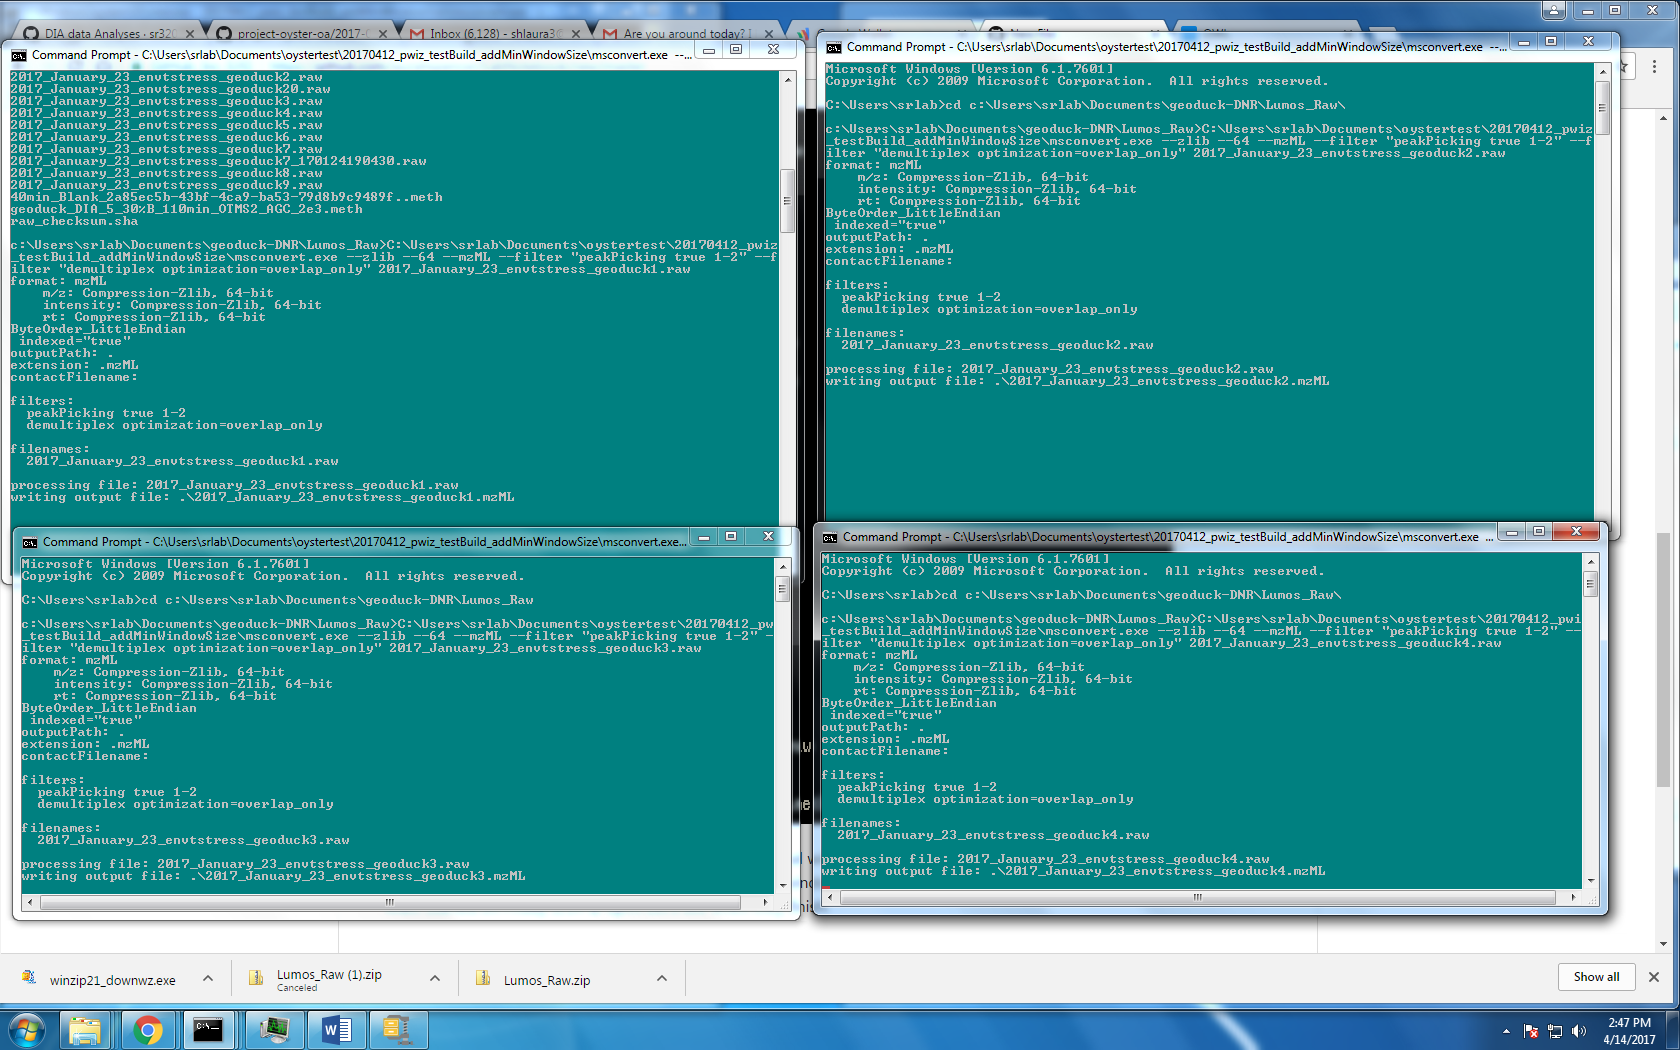 DIA data Analyses · sr320
project-oyster-oa/2017-0
Inbox (6,128) - shlaura3@
Are you around today? I
Command Prompt - C:\Users\srlab\Documents\oystertest\20170412_pwiz_testBuild_addMinWindowSize\msconvert.exe --...
2017_January_23_envtstress_geoduck2.raw
2017_January_23_envtstress_geoduck20.raw
2017_January_23_envtstress_geoduck3.raw
2017_January_23_envtstress_geoduck4.raw
2017_January_23_envtstress_geoduck5.raw
2017_January_23_envtstress_geoduck6.raw
2017_January_23_envtstress_geoduck7.raw
2017_January_23_envtstress_geoduck7_170124190430.raw
2017_January_23_envtstress_geoduck8.raw
2017_January_23_envtstress_geoduck9.raw
40min_Blank_2a85ec5b-43bf-4ca9-ba53-79d8b9c9489f..meth
geoduck_DIA_5_30%B_110min_OTMS2_AGC_2e3.meth
raw_checksum.sha
c:\Users\srlab\Documents\geoduck-DNR\Lumos_Raw>C:\Users\srlab\Documents\oystertest\20170412_pwiz
_testBuild_addMinWindowSize\msconvert.exe --zlib --64 --mzML --filter "peakPicking true 1-2" --f
ilter "demultiplex optimization=overlap_only" 2017_January_23_envtstress_geoduck1.raw
format: mzML
m/z: Compression-Zlib, 64-bit
intensity: Compression-Zlib, 64-bit
rt: Compression-Zlib, 64-bit
ByteOrder_LittleEndian
indexed="true"
outputPath: .
extension: .mzML
contactFilename:
filters:
peakPicking true 1-2
demultiplex optimization=overlap_only
filenames:
2017_January_23_envtstress_geoduck1.raw
processing file: 2017_January_23_envtstress_geoduck1.raw
writing output file: .\2017_January_23_envtstress_geoduck1.mzML
Command Prompt - C:\Users\srlab\Documents\oystertest\20170412_pwiz_testBuild_addMinWindowSize\msconvert.exe --...
Microsoft Windows [Version 6.1.7601]
Copyright (c) 2009 Microsoft Corporation.  All rights reserved.
C:\Users\srlab>cd c:\Users\srlab\Documents\geoduck-DNR\Lumos_Raw\
c:\Users\srlab\Documents\geoduck-DNR\Lumos_Raw>C:\Users\srlab\Documents\oystertest\20170412_pwiz
_testBuild_addMinWindowSize\msconvert.exe --zlib --64 --mzML --filter "peakPicking true 1-2" --f
ilter "demultiplex optimization=overlap_only" 2017_January_23_envtstress_geoduck2.raw
format: mzML
m/z: Compression-Zlib, 64-bit
intensity: Compression-Zlib, 64-bit
rt: Compression-Zlib, 64-bit
ByteOrder_LittleEndian
indexed="true"
outputPath: .
extension: .mzML
contactFilename:
filters:
peakPicking true 1-2
demultiplex optimization=overlap_only
filenames:
2017_January_23_envtstress_geoduck2.raw
processing file: 2017_January_23_envtstress_geoduck2.raw
writing output file: .\2017_January_23_envtstress_geoduck2.mzML
Command Prompt - C:\Users\srlab\Documents\oystertest\20170412_pwiz_testBuild_addMinWindowSize\msconvert.exe...
Microsoft Windows [Version 6.1.7601]
Copyright (c) 2009 Microsoft Corporation.  All rights reserved.
C:\Users\srlab>cd c:\Users\srlab\Documents\geoduck-DNR\Lumos_Raw
c:\Users\srlab\Documents\geoduck-DNR\Lumos_Raw>C:\Users\srlab\Documents\oystertest\20170412_pw
_testBuild_addMinWindowSize\msconvert.exe --zlib --64 --mzML --filter "peakPicking true 1-2" -
ilter "demultiplex optimization=overlap_only" 2017_January_23_envtstress_geoduck3.raw
format: mzML
m/z: Compression-Zlib, 64-bit
intensity: Compression-Zlib, 64-bit
rt: Compression-Zlib, 64-bit
ByteOrder_LittleEndian
indexed="true"
outputPath: .
extension: .mzML
contactFilename:
filters:
peakPicking true 1-2
demultiplex optimization=overlap_only
filenames:
2017_January_23_envtstress_geoduck3.raw
processing file: 2017_January_23_envtstress_geoduck3.raw
writing output file: .\2017_January_23_envtstress_geoduck3.mzML
Command Prompt - C:\Users\srlab\Documents\oystertest\20170412_pwiz_testBuild_addMinWindowSize\msconvert.exe ...
Microsoft Windows [Version 6.1.7601]
Copyright (c) 2009 Microsoft Corporation.  All rights reserved.
C:\Users\srlab>cd c:\Users\srlab\Documents\geoduck-DNR\Lumos_Raw\
c:\Users\srlab\Documents\geoduck-DNR\Lumos_Raw>C:\Users\srlab\Documents\oystertest\20170412_pwi
_testBuild_addMinWindowSize\msconvert.exe --zlib --64 --mzML --filter "peakPicking true 1-2" --
ilter "demultiplex optimization=overlap_only" 2017_January_23_envtstress_geoduck4.raw
format: mzML
m/z: Compression-Zlib, 64-bit
intensity: Compression-Zlib, 64-bit
rt: Compression-Zlib, 64-bit
ByteOrder_LittleEndian
indexed="true"
outputPath: .
extension: .mzML
contactFilename:
filters:
peakPicking true 1-2
demultiplex optimization=overlap_only
filenames:
2017_January_23_envtstress_geoduck4.raw
processing file: 2017_January_23_envtstress_geoduck4.raw
writing output file: .\2017_January_23_envtstress_geoduck4.mzML
winzip21_downwz.exe
Lumos_Raw (1).zip
Canceled
Lumos_Raw.zip
Show all
2:47 PM
4/14/2017